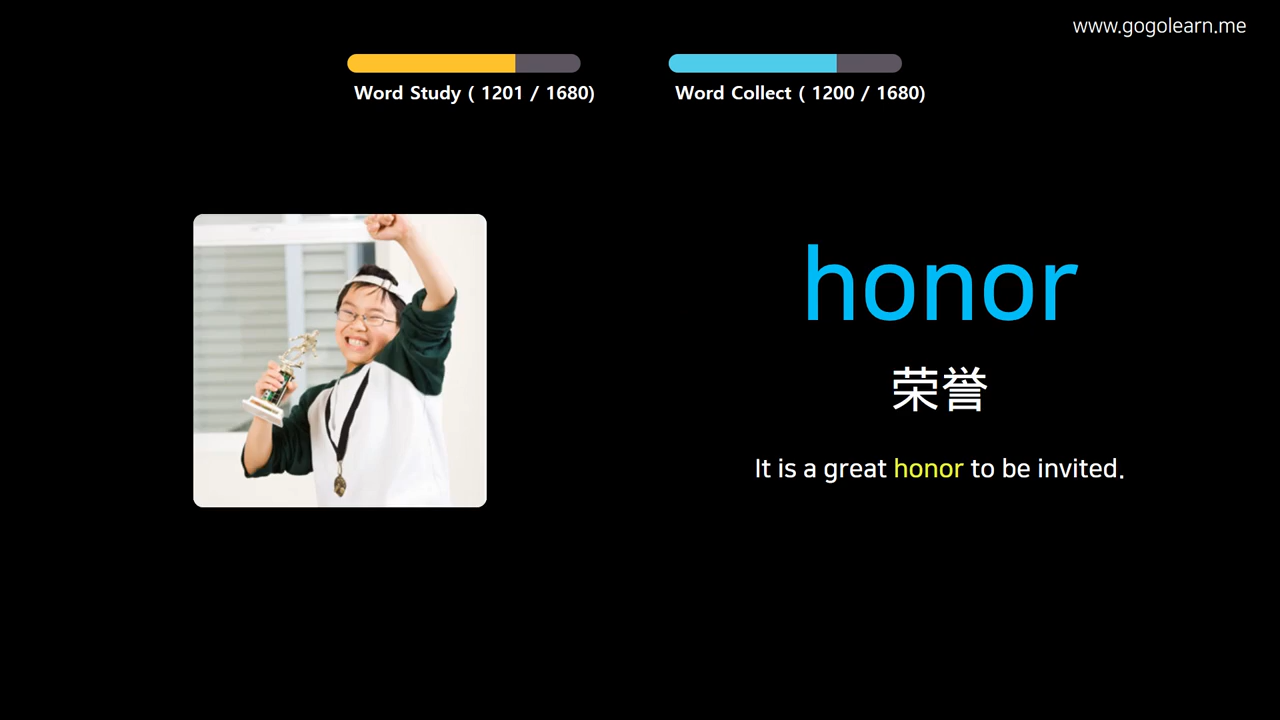 www.gogolearn.me
Word Study ( 1201 / 1680)
Word Collect ( 1200 / 1680)
honor
荣誉
It is a great honor to be invited.